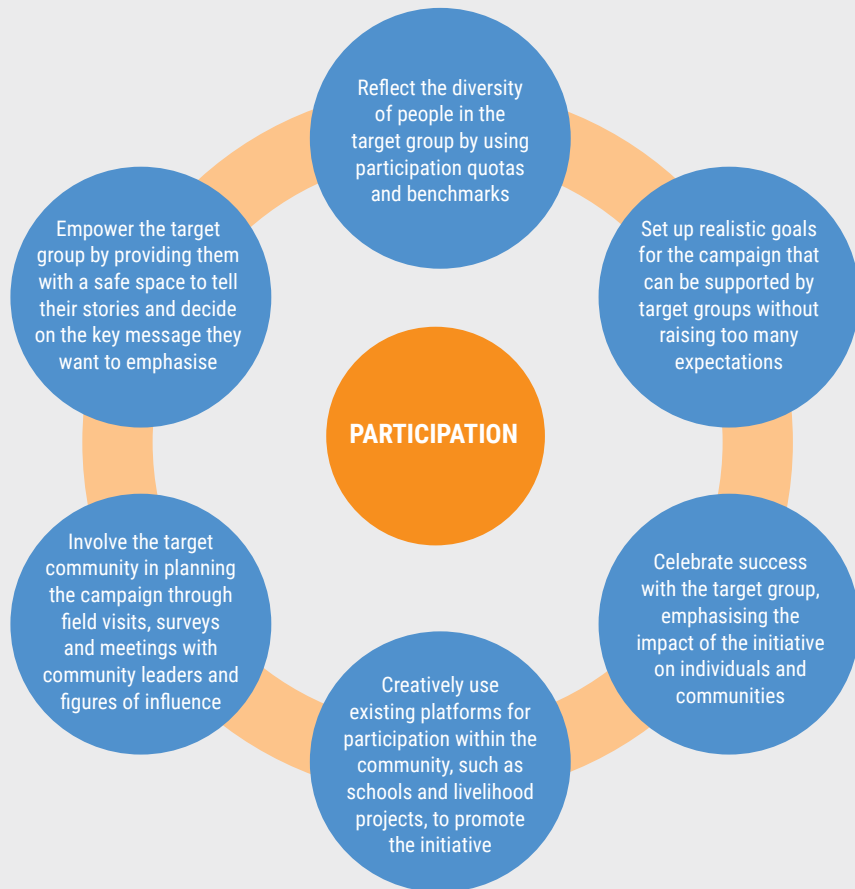 Reflect the diversity
of people in the
target group by using
participation quotas
and benchmarks
Set up realistic goals
for the campaign that
can be supported by
target groups without
raising too many
expectations
Celebrate success
with the target group,
emphasising the
impact of the initiative
on individuals and
communities
Creatively use
existing platforms for
participation within the
community, such as
schools and livelihood
projects, to promote
the initiative
Involve the target
community in planning
the campaign through
field visits, surveys
and meetings with
community leaders and
figures of influence
Empower the target
group by providing them
with a safe space to tell
their stories and decide
on the key message they
want to emphasise
PARTICIPATION